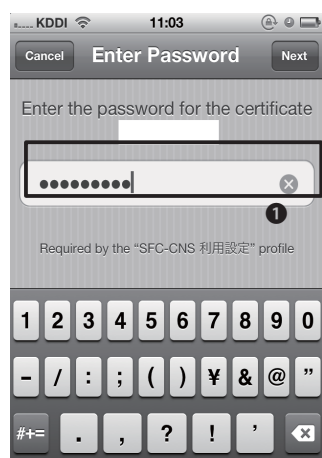 KDDI 11:03
Cancel Enter Password Next
Enter the password for the certificate
•••••••••
❶
Required by the “SFC-CNS 利用設定” profile
1 2 3 4 5 6 7 8 9 0
- / : ; ( ) ¥ & @ ”
#+= . , ? ! ’